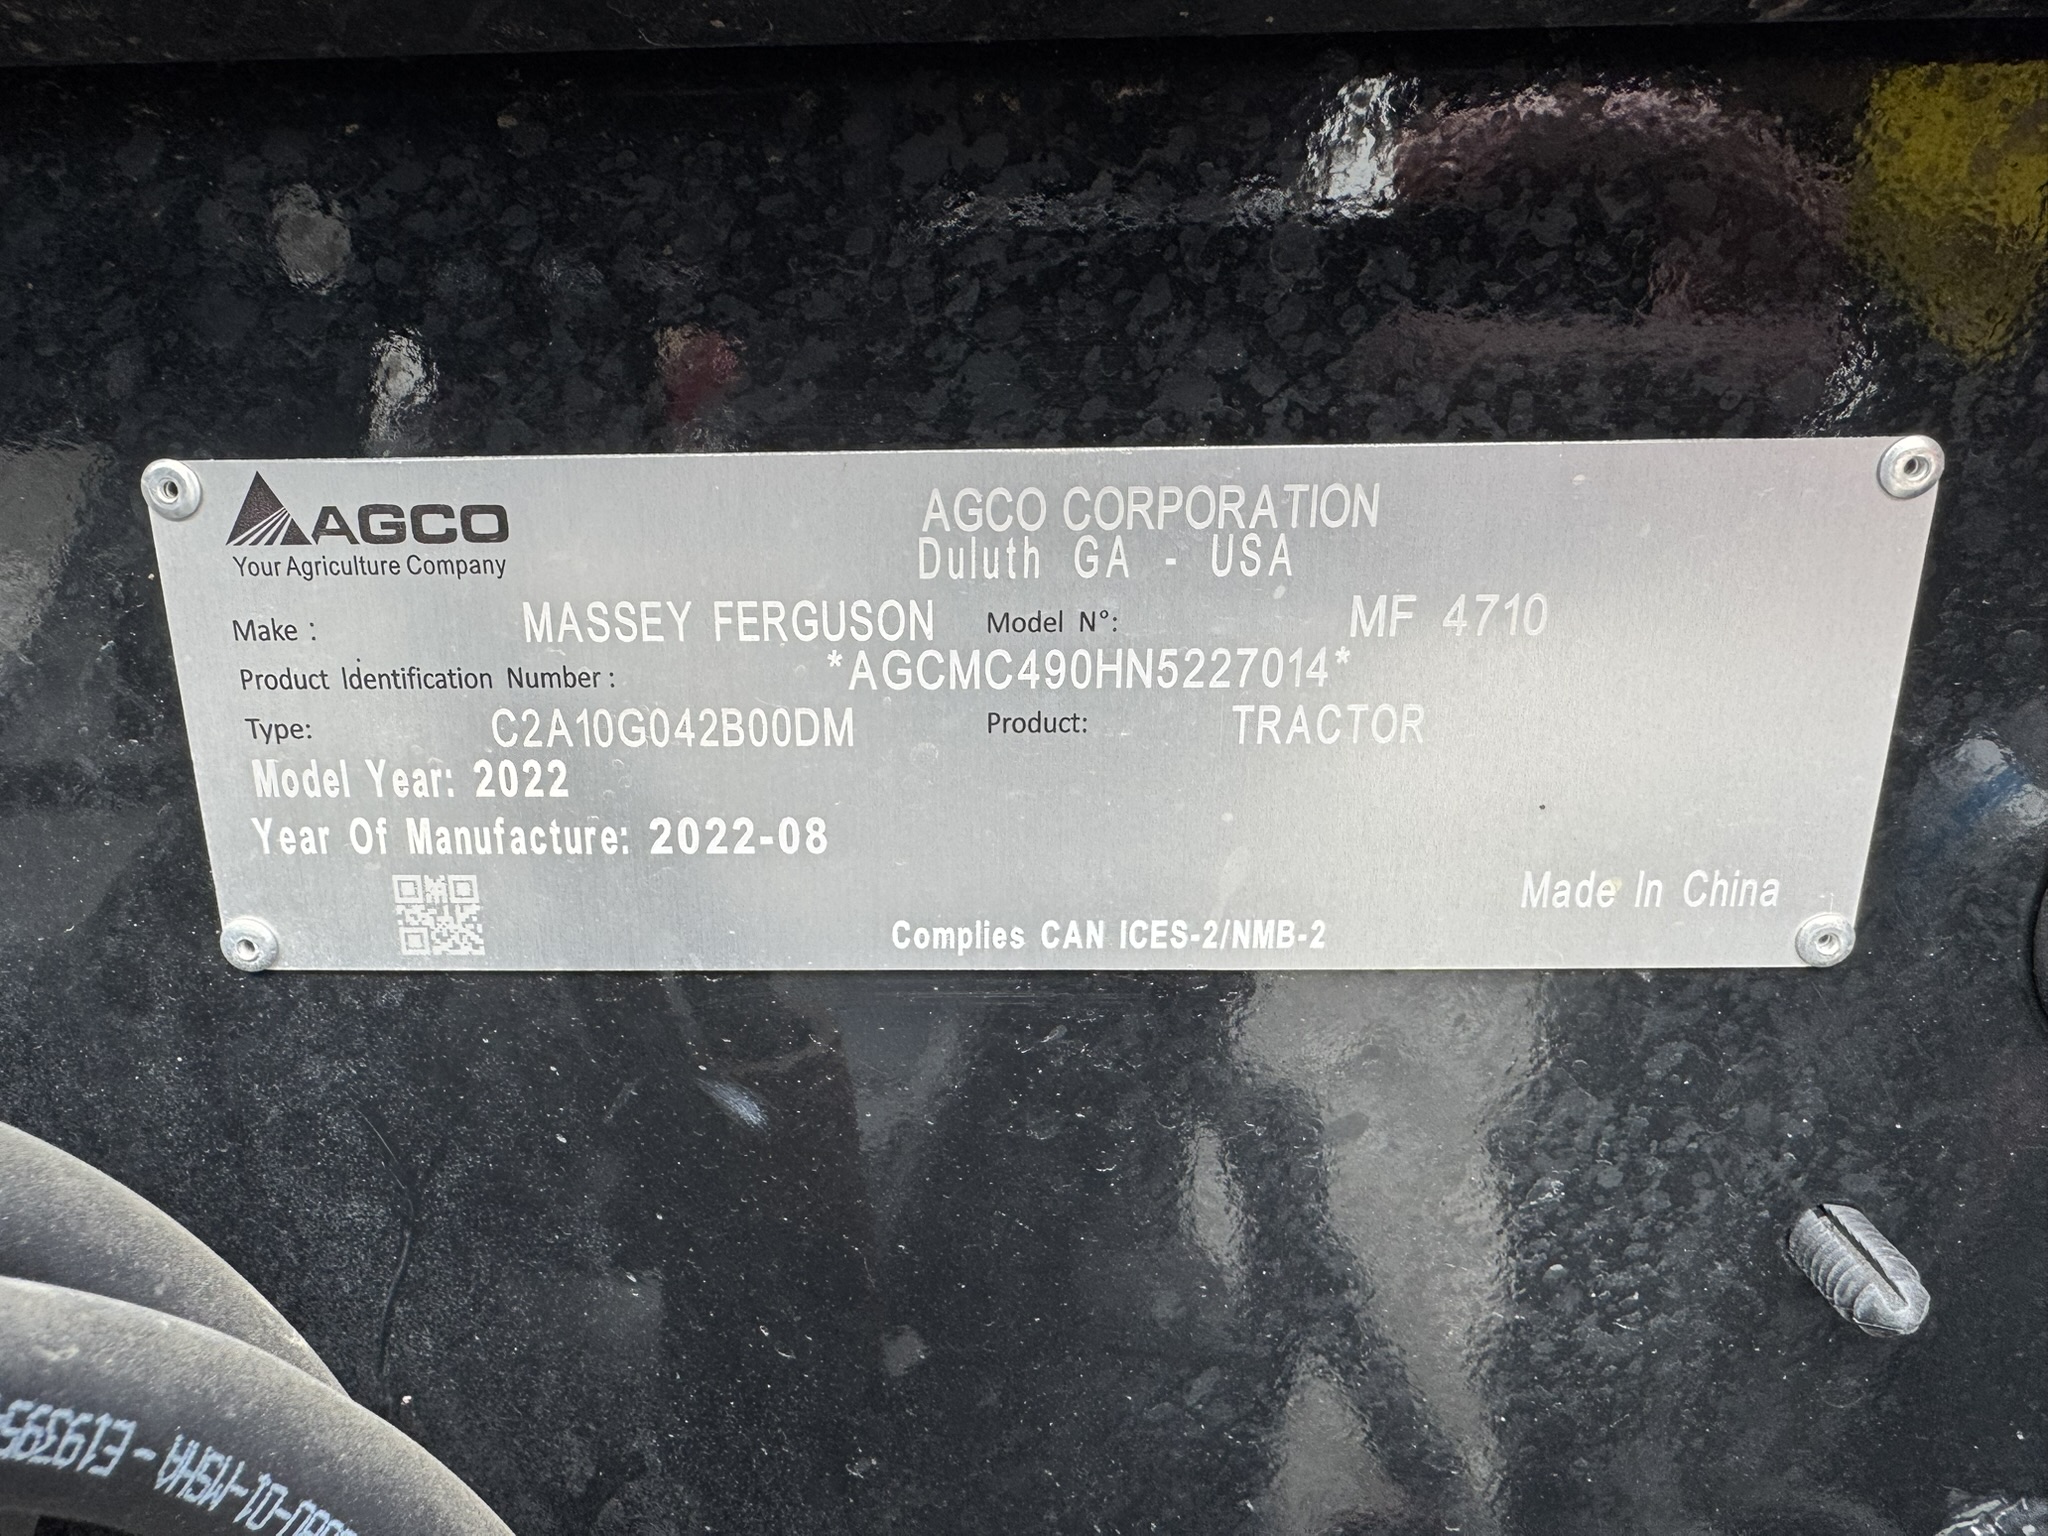 AGCO
Your Agriculture Company
AGCO CORPORATION
Duluth GA - USA
Make : MASSEY FERGUSON Model N°: MF 4710
Product Identification Number : *AGCMC490HN5227014*
Type: C2A10G042B00DM Product: TRACTOR
Model Year: 2022
Year Of Manufacture: 2022-08
Made In China
Complies CAN ICES-2/NMB-2